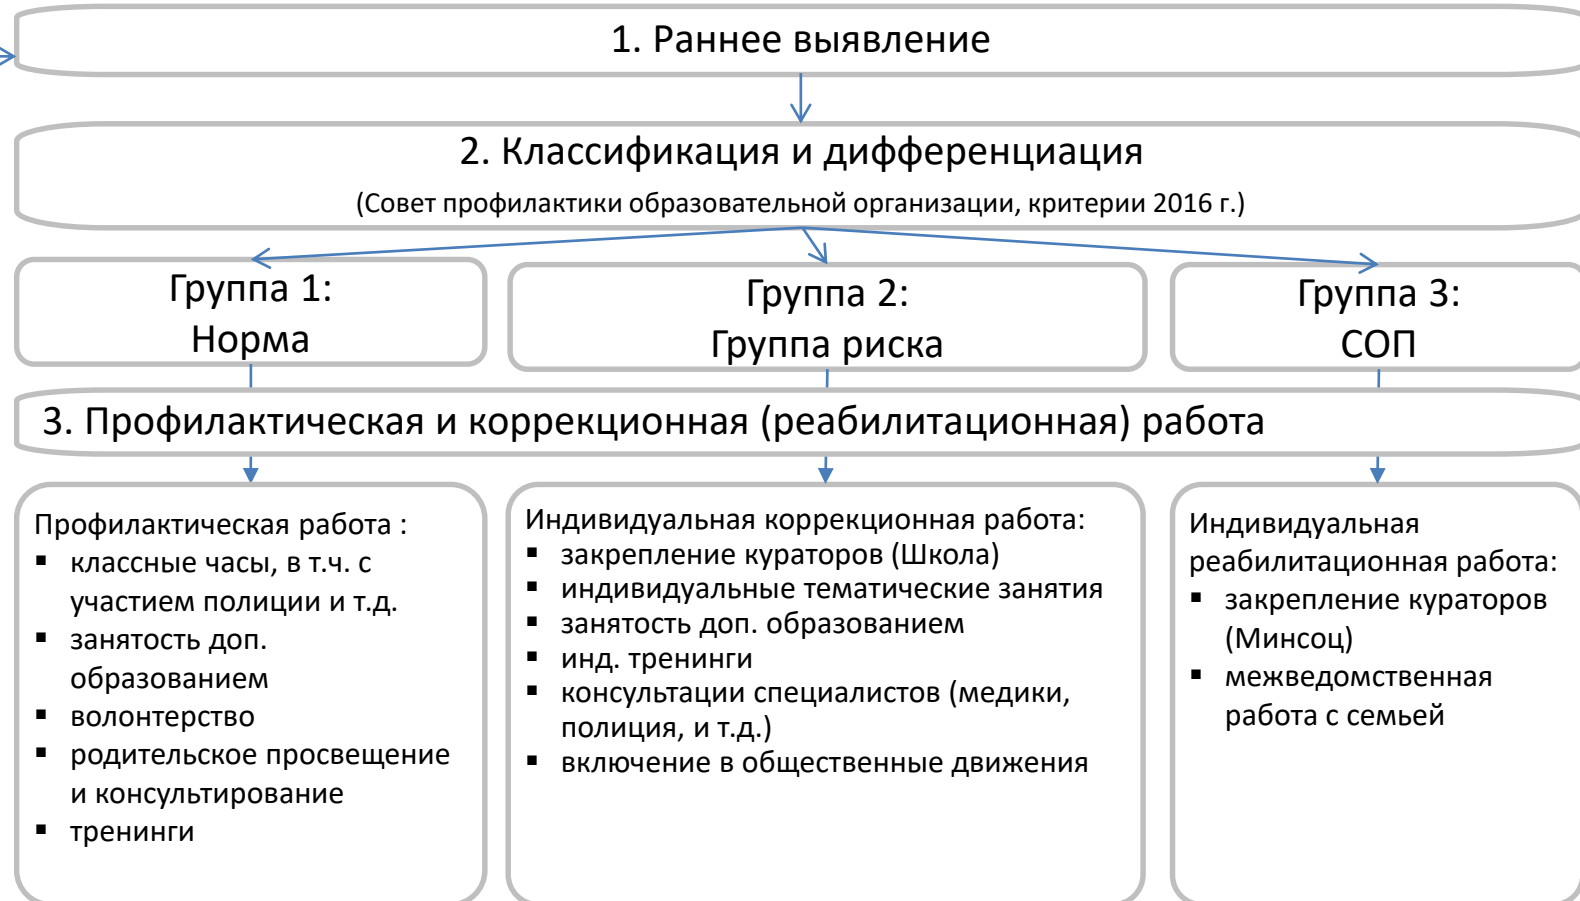 1. Раннее выявление
2. Классификация и дифференциация
(Совет профилактики образовательной организации, критерии 2016 г.)
Группа 1:
Норма
Группа 2:
Группа риска
Группа 3:
СОП
3. Профилактическая и коррекционная (реабилитационная) работа
Профилактическая работа :
▪ классные часы, в т.ч. с
участием полиции и т.д.
▪ занятость доп.
образованием
▪ волонтерство
▪ родительское просвещение
и консультирование
▪ тренинги
Индивидуальная коррекционная работа:
▪ закрепление кураторов (Школа)
▪ индивидуальные тематические занятия
▪ занятость доп. образованием
▪ инд. тренинги
▪ консультации специалистов (медики,
полиция, и т.д.)
▪ включение в общественные движения
Индивидуальная
реабилитационная работа:
▪ закрепление кураторов
(Минсоц)
▪ межведомственная
работа с семьей